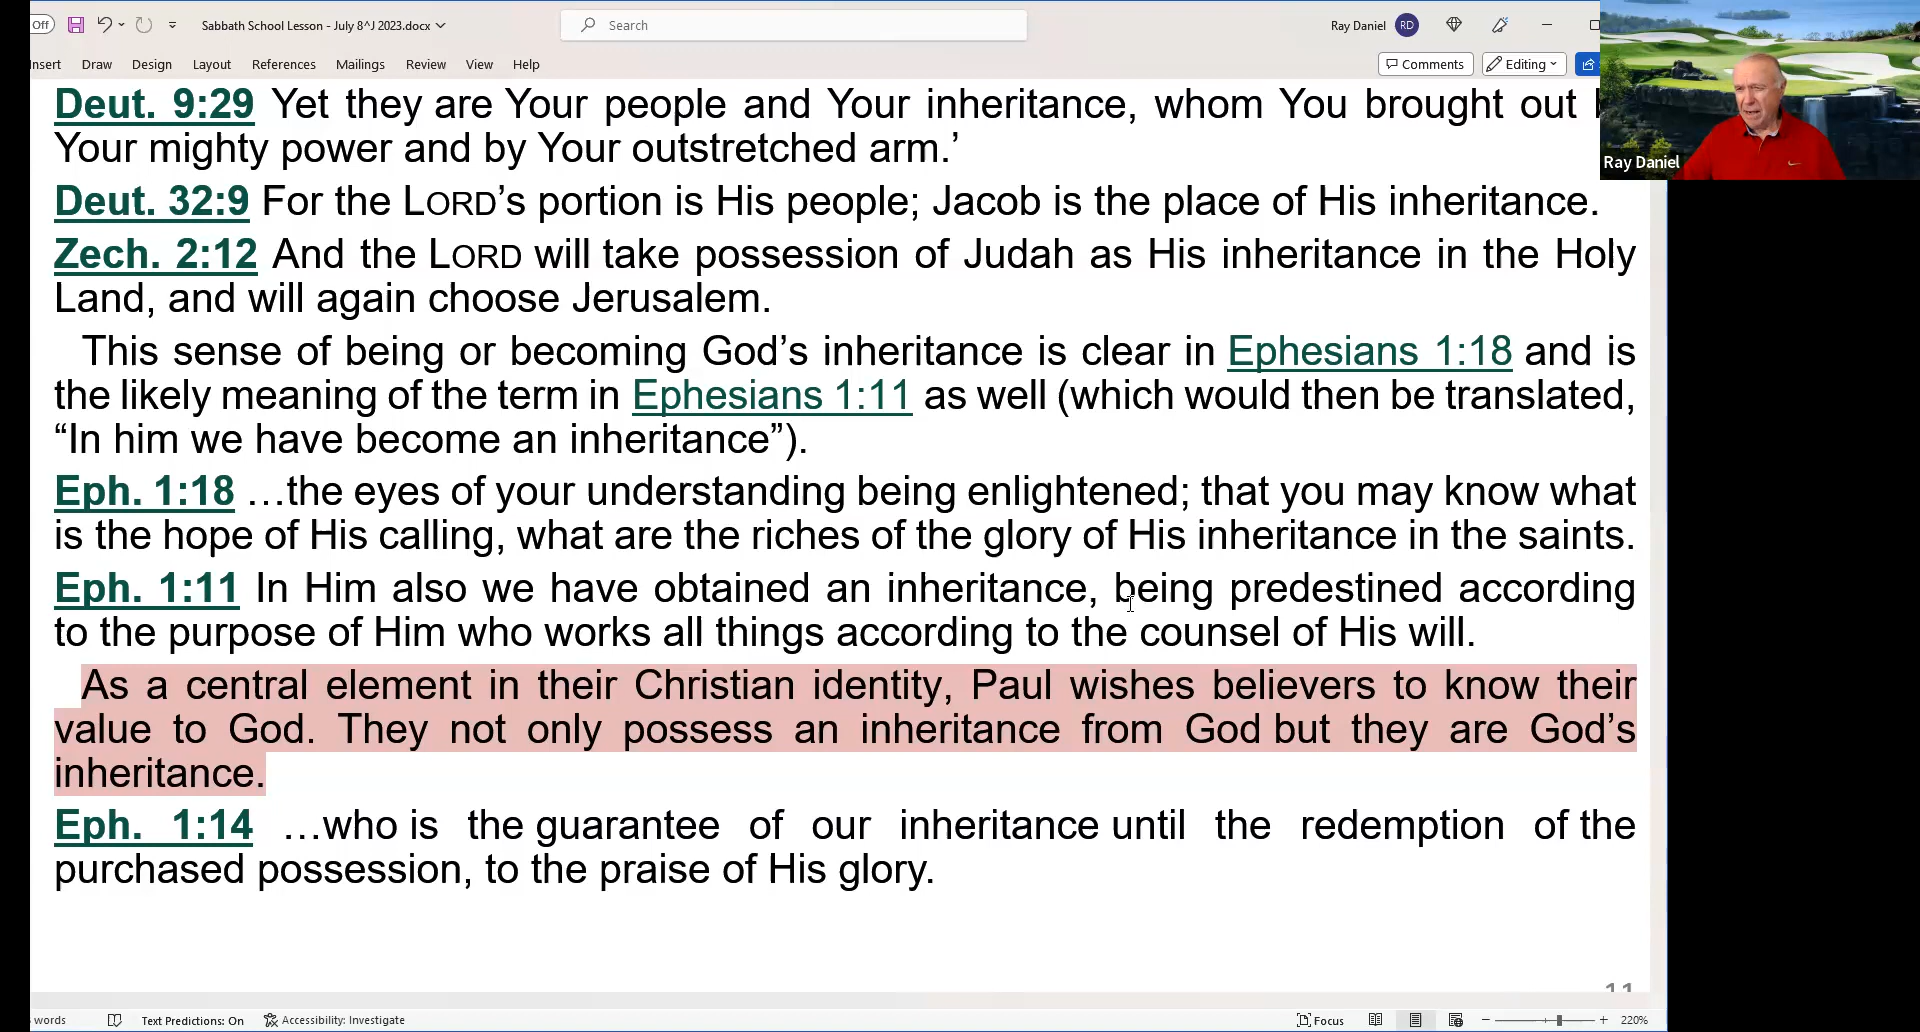 Off
Sabbath School Lesson - July 8^J 2023.docx
Search
Ray Daniel RD
Insert Draw Design Layout References Mailings Review View Help
Comments Editing
Deut. 9:29 Yet they are Your people and Your inheritance, whom You brought out
Your mighty power and by Your outstretched arm.’
Ray Daniel
Deut. 32:9 For the LORD’s portion is His people; Jacob is the place of His inheritance.
Zech. 2:12 And the LORD will take possession of Judah as His inheritance in the Holy
Land, and will again choose Jerusalem.
This sense of being or becoming God’s inheritance is clear in Ephesians 1:18 and is
the likely meaning of the term in Ephesians 1:11 as well (which would then be translated,
“In him we have become an inheritance”).
Eph. 1:18 …the eyes of your understanding being enlightened; that you may know what
is the hope of His calling, what are the riches of the glory of His inheritance in the saints.
Eph. 1:11 In Him also we have obtained an inheritance, being predestined according
to the purpose of Him who works all things according to the counsel of His will.
As a central element in their Christian identity, Paul wishes believers to know their
value to God. They not only possess an inheritance from God but they are God’s
inheritance.
Eph. 1:14 …who is the guarantee of our inheritance until the redemption of the
purchased possession, to the praise of His glory.
11
words Text Predictions: On Accessibility: Investigate Focus 220%